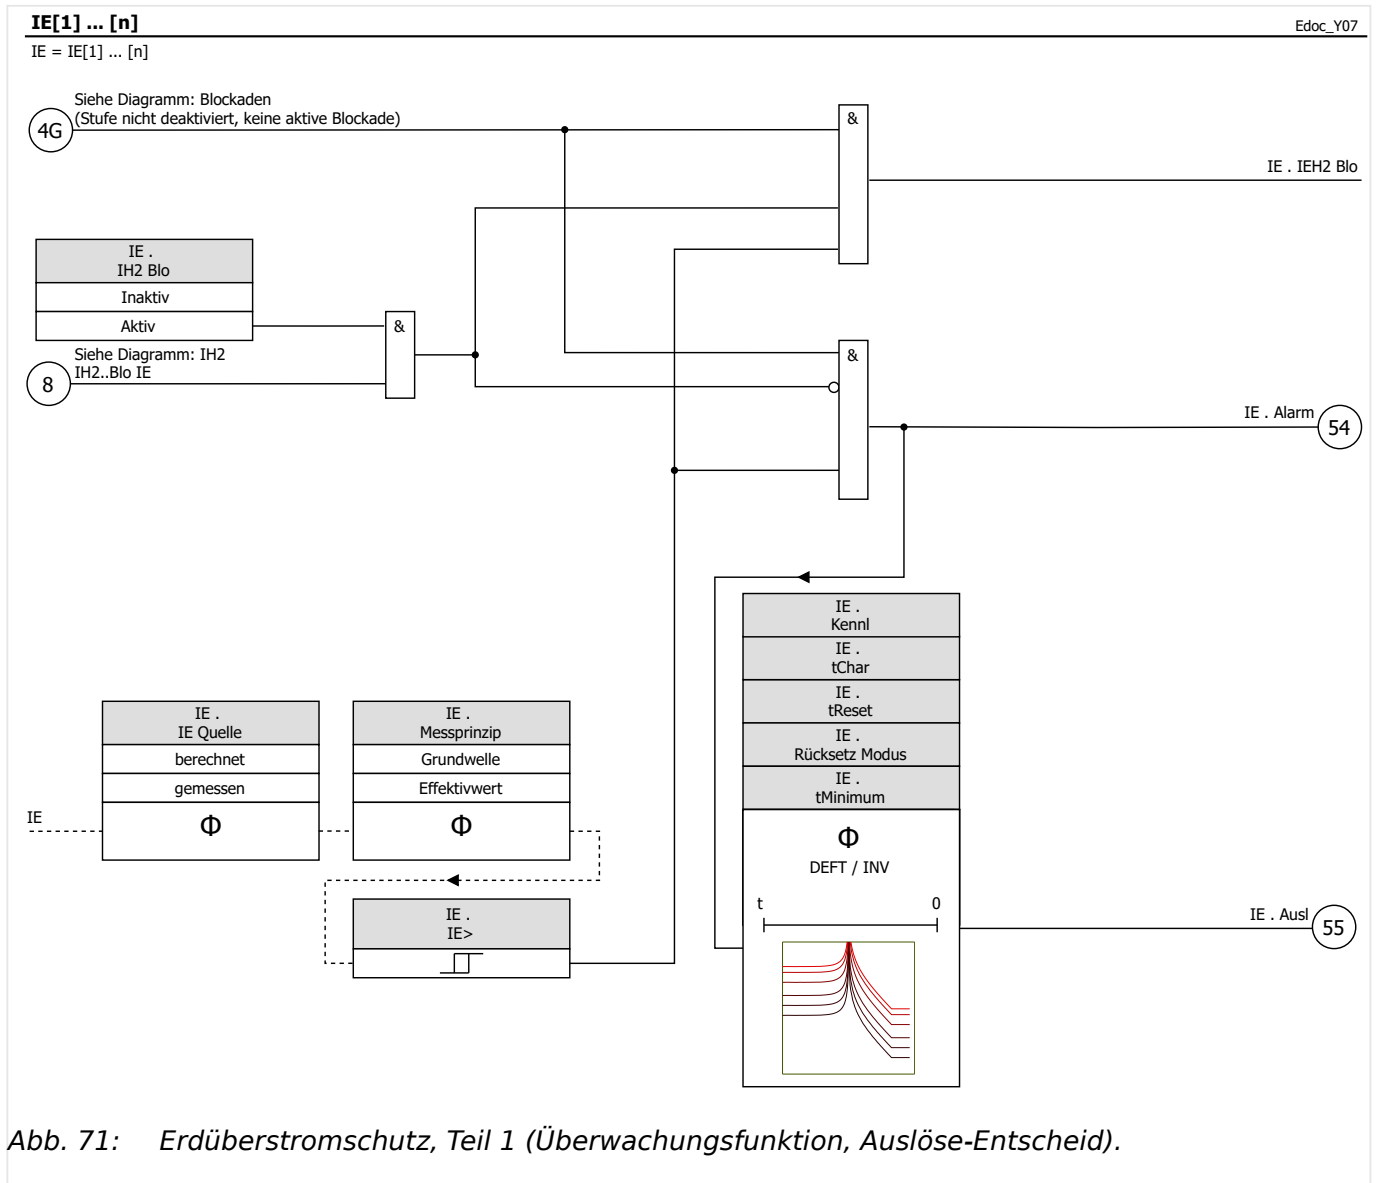 IE[1] ... [n]
Edoc_Y07
IE = IE[1] ... [n]
Siehe Diagramm: Blockaden
(Stufe nicht deaktiviert, keine aktive Blockade)
4G
&
IE . IEH2 Blo
IE .
IH2 Blo
Inaktiv
Aktiv
&
Siehe Diagramm: IH2
IH2..Blo IE
8
&
IE . Alarm
54
IE .
Kennl
IE .
tChar
IE .
tReset
IE .
Rücksetz Modus
IE .
tMinimum
Φ
DEFT / INV
t
0
IE . Ausl
55
IE
IE .
IE Quelle
berechnet
gemessen
Φ
IE .
Messprinzip
Grundwelle
Effektivwert
Φ
IE .
IE>
Abb. 71: Erdüberstromschutz, Teil 1 (Überwachungsfunktion, Auslöse-Entscheid).